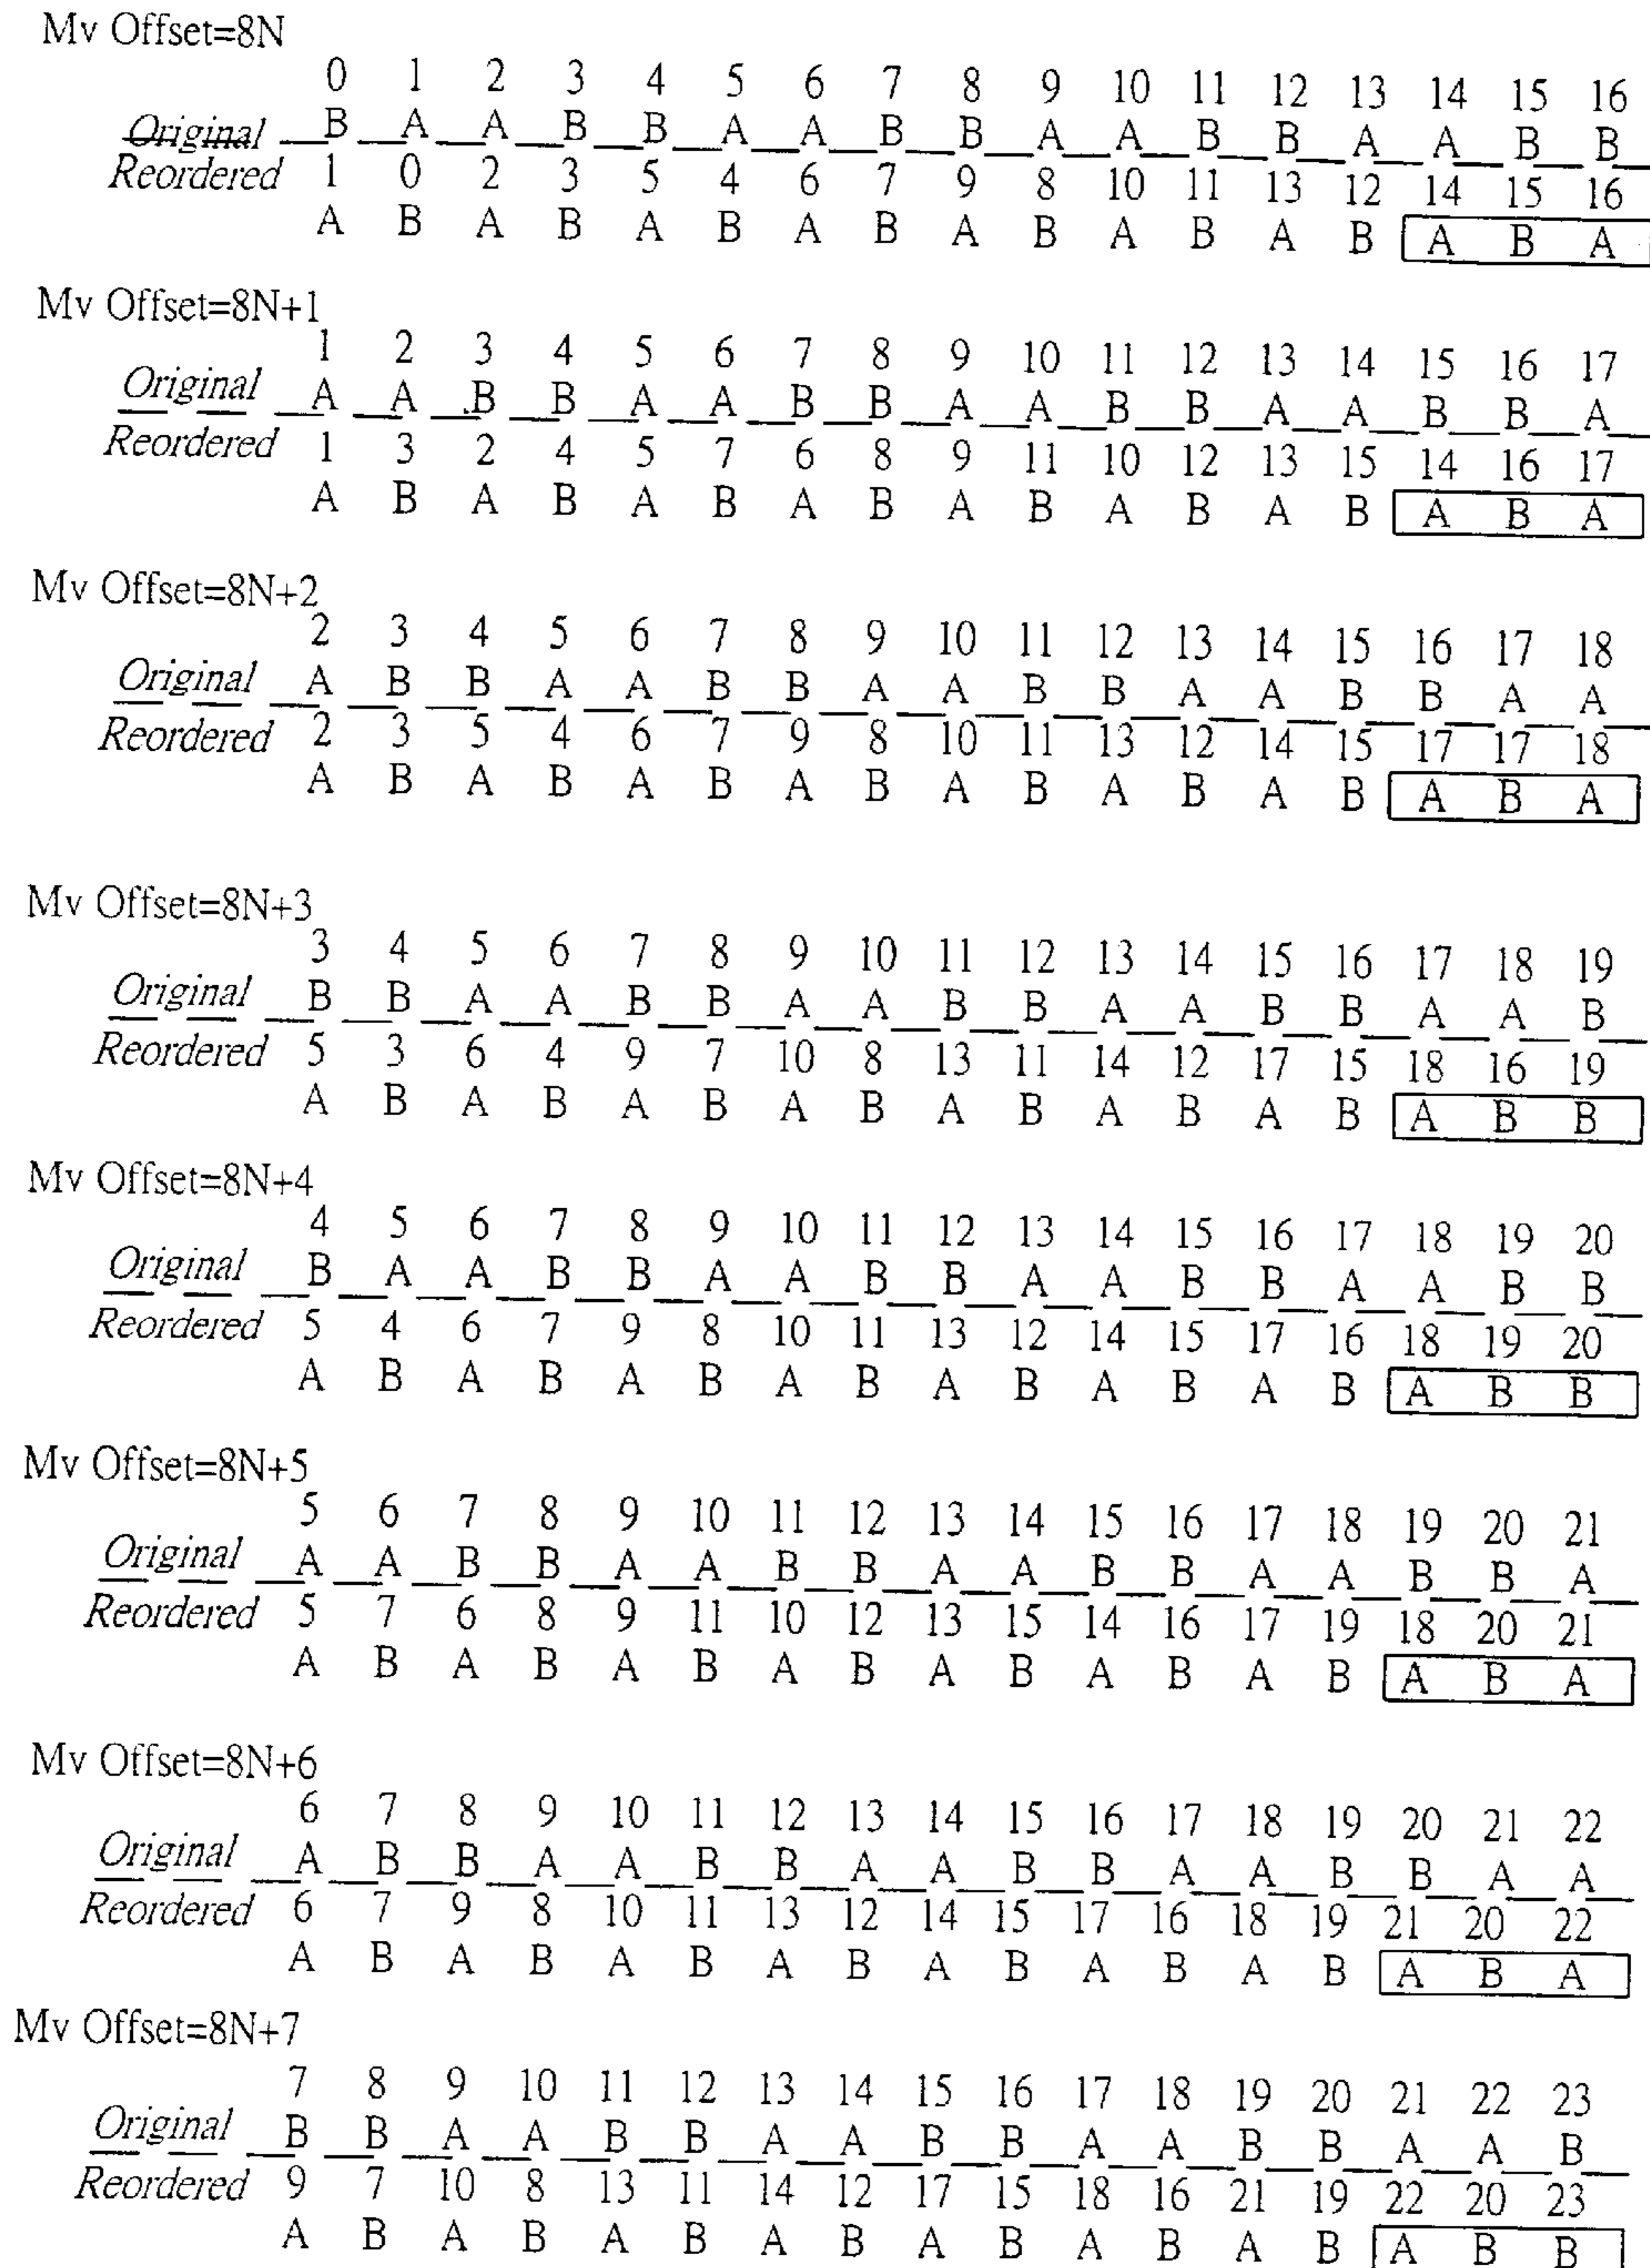 Mv Offset=8N
0 1 2 3 4 5 6 7 8 9 10 11 12 13 14 15 16
Original B A A B B A A B B A A B B A A B B
Reordered 1 0 2 3 5 4 6 7 9 8 10 11 13 12 14 15 16
A B A B A B A B A B A B A B A B A
Mv Offset=8N+1
1 2 3 4 5 6 7 8 9 10 11 12 13 14 15 16 17
Original A A B B A A B B A A B B A A B B A
Reordered 1 3 2 4 5 7 6 8 9 11 10 12 13 15 14 16 17
A B A B A B A B A B A B A B A B A
Mv Offset=8N+2
2 3 4 5 6 7 8 9 10 11 12 13 14 15 16 17 18
Original A B B A A B B A A B B A A B B A A
Reordered 2 3 5 4 6 7 9 8 10 11 13 12 14 15 17 17 18
A B A B A B A B A B A B A B A B A
Mv Offset=8N+3
3 4 5 6 7 8 9 10 11 12 13 14 15 16 17 18 19
Original B B A A B B A A B B A A B B A A B
Reordered 5 3 6 4 9 7 10 8 13 11 14 12 17 15 18 16 19
A B A B A B A B A B A B A B A B B
Mv Offset=8N+4
4 5 6 7 8 9 10 11 12 13 14 15 16 17 18 19 20
Original B A A B B A A B B A A B B A A B B
Reordered 5 4 6 7 9 8 10 11 13 12 14 15 17 16 18 19 20
A B A B A B A B A B A B A B A B B
Mv Offset=8N+5
5 6 7 8 9 10 11 12 13 14 15 16 17 18 19 20 21
Original A A B B A A B B A A B B A A B B A
Reordered 5 7 6 8 9 11 10 12 13 15 14 16 17 19 18 20 21
A B A B A B A B A B A B A B A B A
Mv Offset=8N+6
6 7 8 9 10 11 12 13 14 15 16 17 18 19 20 21 22
Original A B B A A B B A A B B A A B B A A
Reordered 6 7 9 8 10 11 13 12 14 15 17 16 18 19 21 20 22
A B A B A B A B A B A B A B A B A
Mv Offset=8N+7
7 8 9 10 11 12 13 14 15 16 17 18 19 20 21 22 23
Original B B A A B B A A B B A A B B A A B
Reordered 9 7 10 8 13 11 14 12 17 15 18 16 21 19 22 20 23
A B A B A B A B A B A B A B A B B